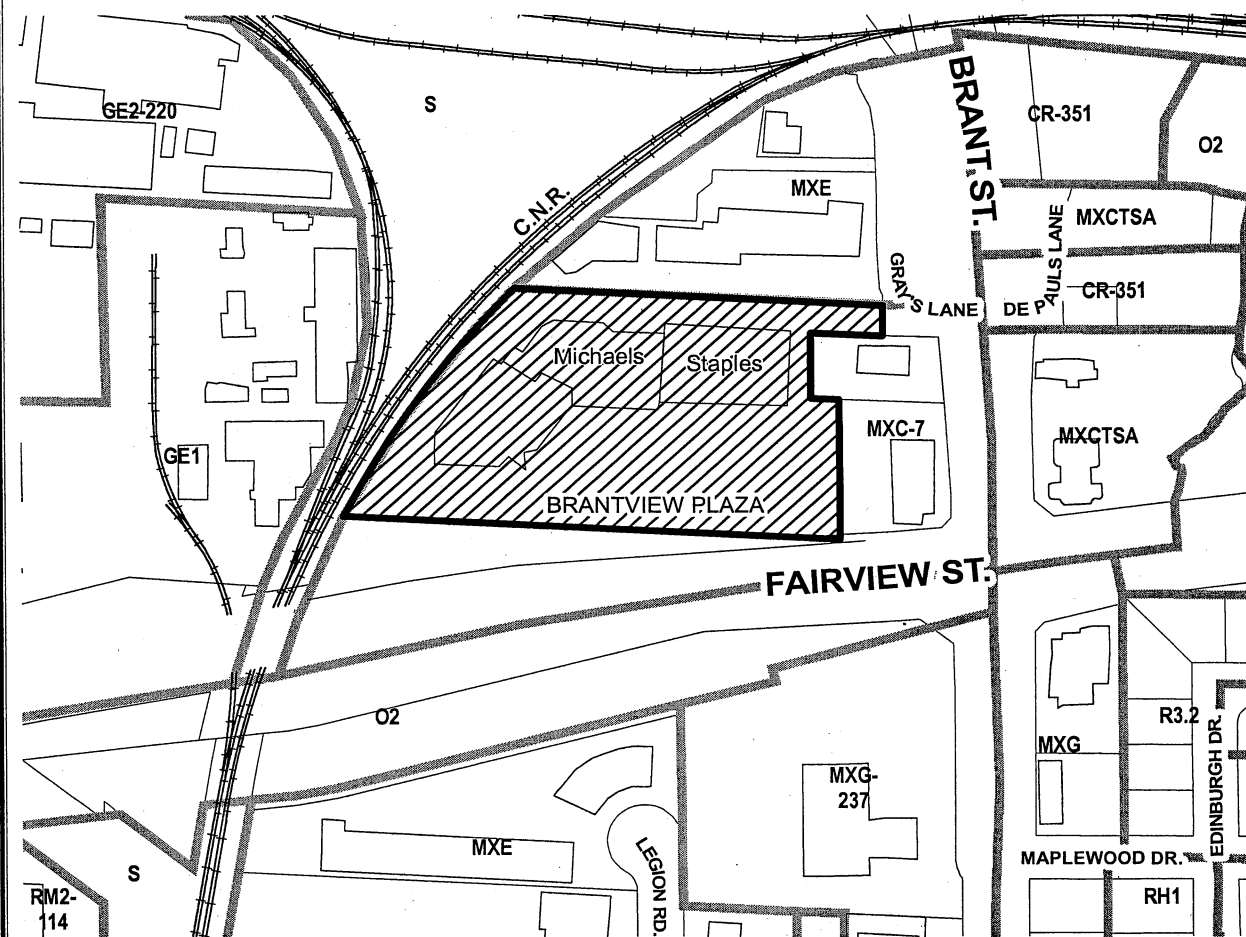 GE2-220
S
BRANT ST.
CR-351
O2
C.N.R.
MXE
MXCTSA
DE PAULS LANE
GRAY'S LANE
CR-351
Michaels
Staples
MXC-7
MXCTSA
GE1
BRANTVIEW PLAZA
FAIRVIEW ST.
O2
R3.2
MXG
EDINBURGH DR.
MXG-
237
MXE
LEGION RD.
MAPLEWOOD DR.
S
RM2-
114
RH1